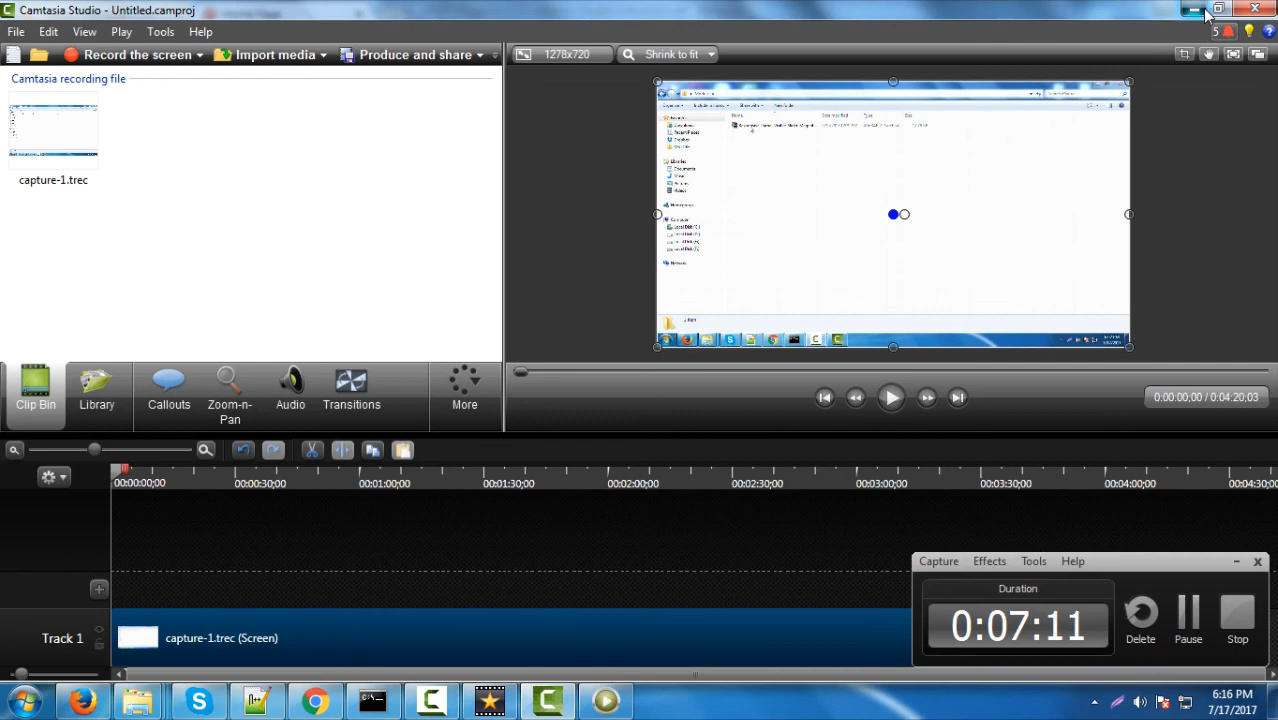 Camtasia Studio - Untitled.camproj
File Edit View Play Tools Help
5
Record the screen Import media Produce and share 1278x720 Shrink to fit
Camtasia recording file
capture-1.trec
Clip Bin Library Callouts Zoom-n-Pan Audio Transitions More
0:00:00;00 / 0:04:20;03
00:00:00;00 00:00:30;00 00:01:00;00 00:01:30;00 00:02:00;00 00:02:30;00 00:03:00;00 00:03:30;00 00:04:00;00 00:04:30;00
Capture Effects Tools Help
Duration
0:07:11
Delete Pause Stop
Track 1 capture-1.trec (Screen)
6:16 PM
7/17/2017